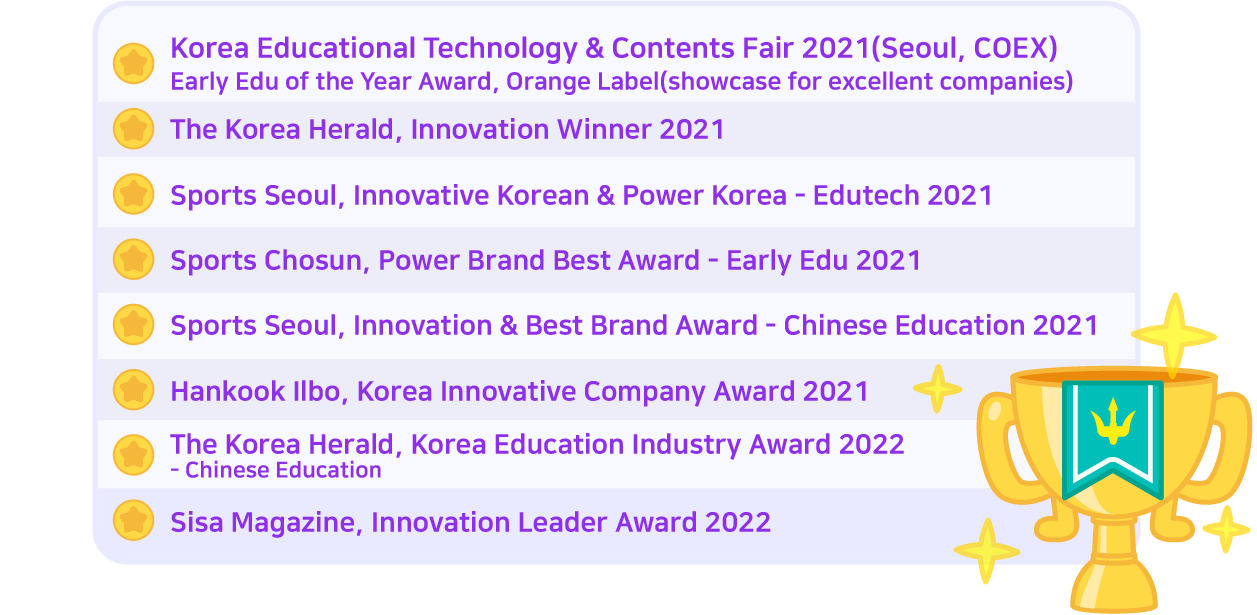 Korea Educational Technology & Contents Fair 2021(Seoul, COEX)
Early Edu of the Year Award, Orange Label(showcase for excellent companies)
The Korea Herald, Innovation Winner 2021
Sports Seoul, Innovative Korean & Power Korea - Edutech 2021
Sports Chosun, Power Brand Best Award - Early Edu 2021
Sports Seoul, Innovation & Best Brand Award - Chinese Education 2021
Hankook Ilbo, Korea Innovative Company Award 2021
The Korea Herald, Korea Education Industry Award 2022
- Chinese Education
Sisa Magazine, Innovation Leader Award 2022